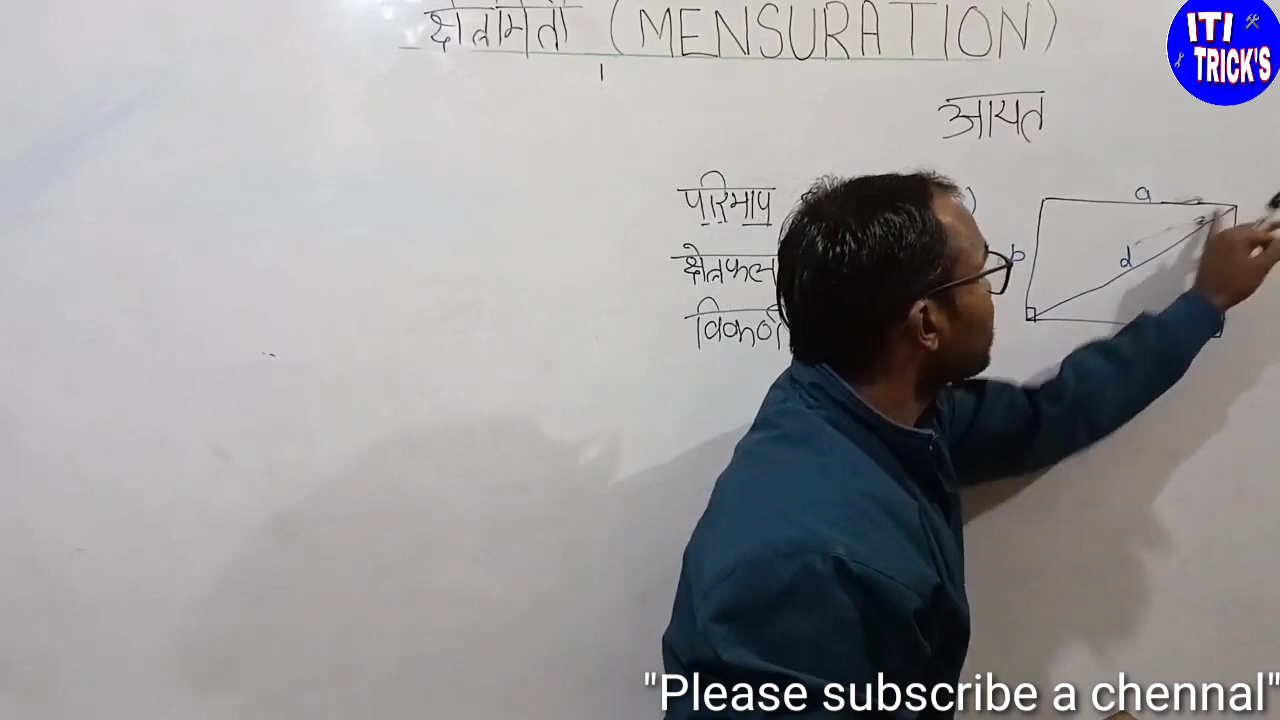 क्षेत्रमिती (MENSURATION)
ITI
TRICK'S
आयत
परिमाप )
a
क्षेत्रफल
b
d
विकर्ण
"Please subscribe a chennal"